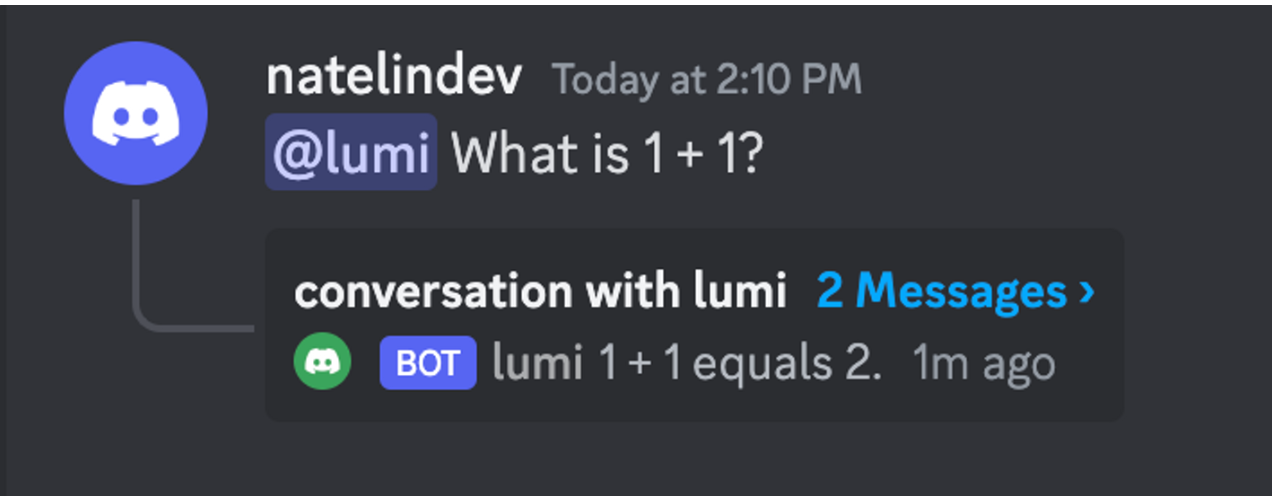 natelindev Today at 2:10 PM
@lumi What is 1 + 1?
conversation with lumi 2 Messages ›
BOT lumi 1 + 1 equals 2. 1m ago